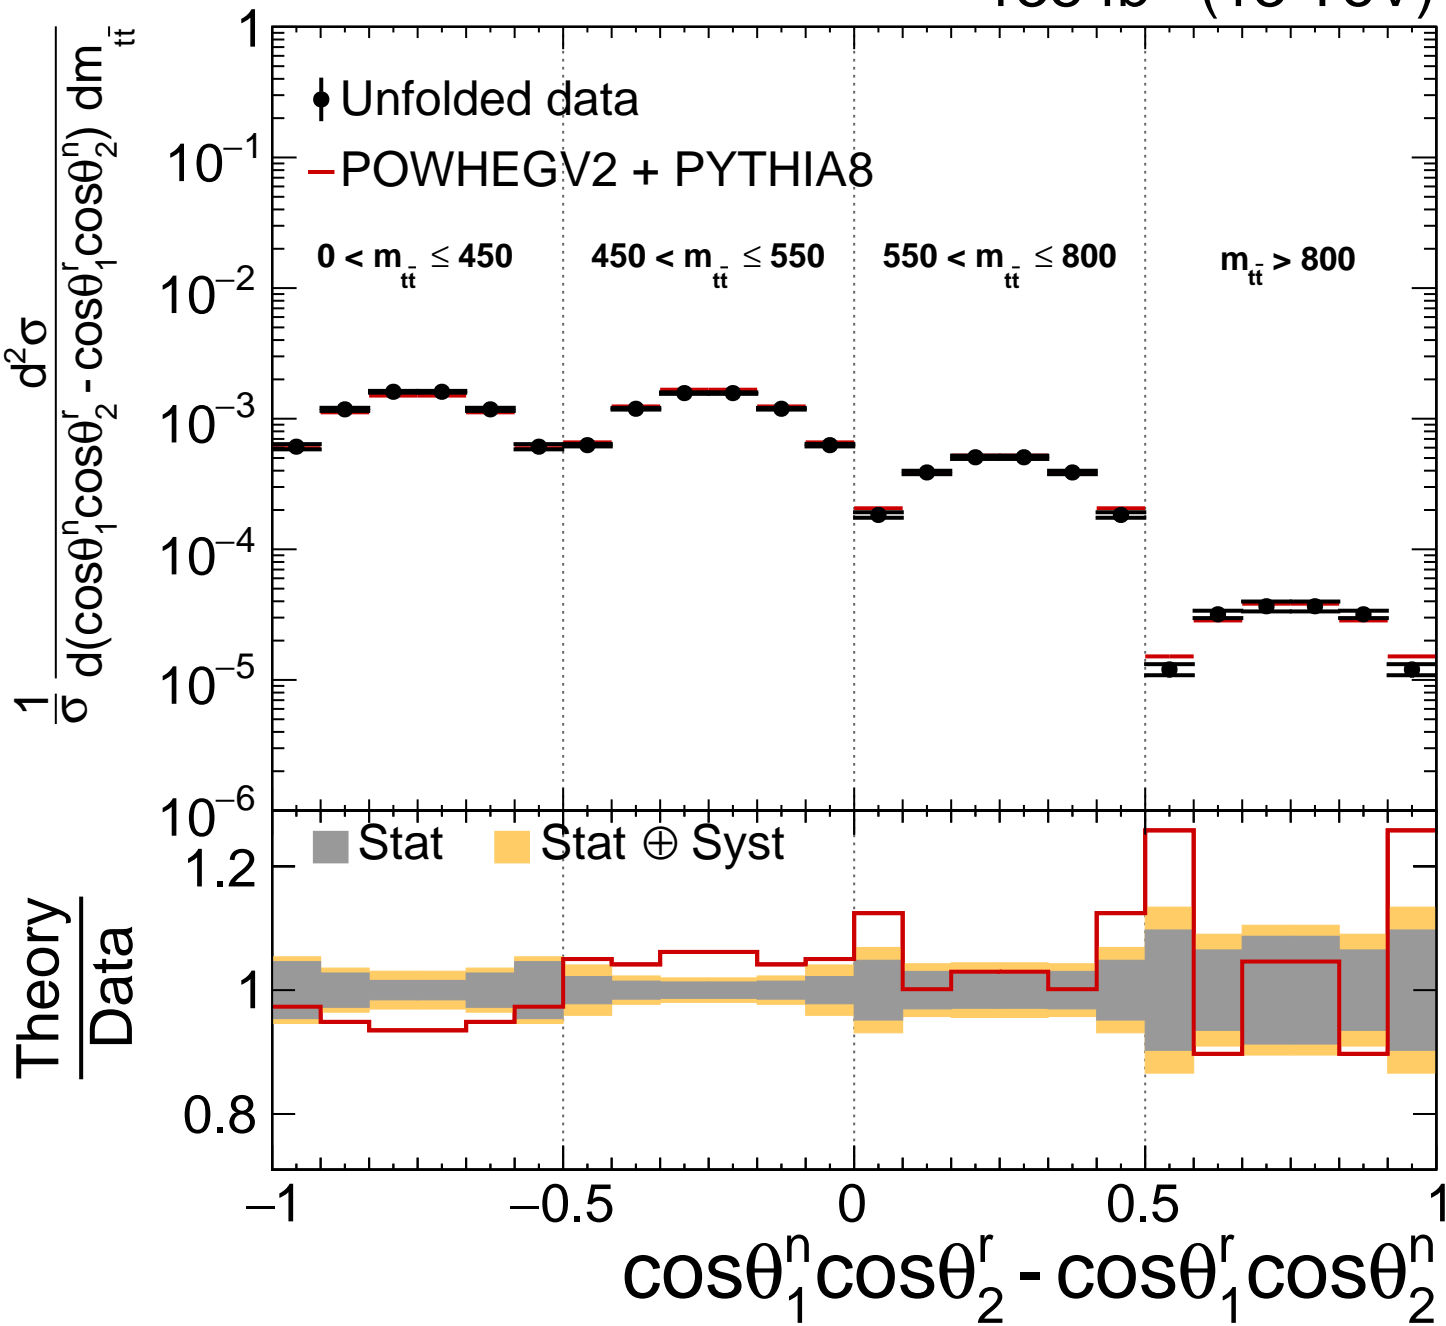 1
Unfolded data
10⁻¹
POWHEGV2 + PYTHIA8
0 < m_tt̄ ≤ 450
450 < m_tt̄ ≤ 550
550 < m_tt̄ ≤ 800
m_tt̄ > 800
10⁻²
10⁻³
10⁻⁴
10⁻⁵
10⁻⁶
1/σ d²σ / d(cosθ₁ⁿcosθ₂ʳ - cosθ₁ʳcosθ₂ⁿ) dm_tt̄
Stat
Stat ⊕ Syst
1.2
1
0.8
Theory
Data
−1
−0.5
0
0.5
1
cosθ₁ⁿcosθ₂ʳ - cosθ₁ʳcosθ₂ⁿ